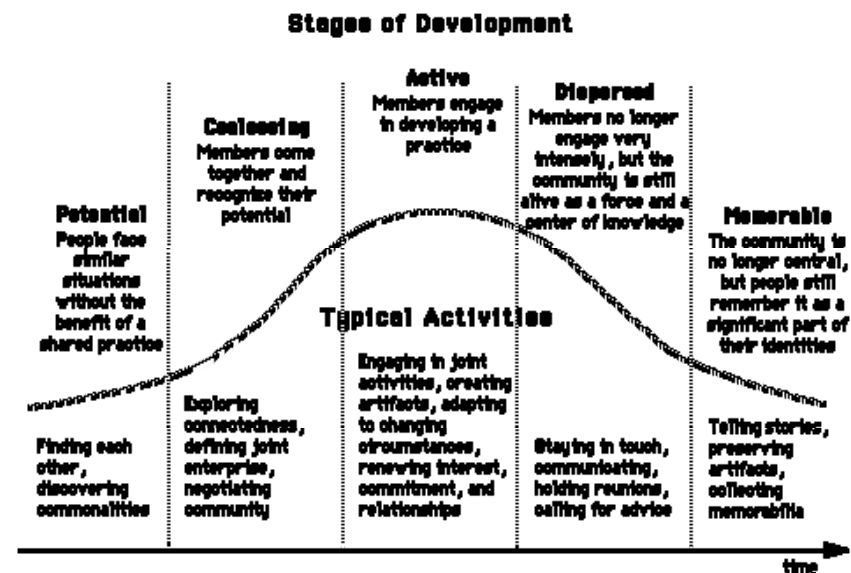 Stages of Development
Potential
People face
similar
situations
without the
benefit of a
shared practice
Coalescing
Members come
together and
recognize their
potential
Active
Members engage
in developing a
practice
Dispersed
Members no longer
engage very
intensely, but the
community is still
alive as a force and a
center of knowledge
Memorable
The community is
no longer central,
but people still
remember it as a
significant part of
their identities
Typical Activities
Finding each
other,
discovering
commonalities
Exploring
connectedness,
defining joint
enterprise,
negotiating
community
Engaging in joint
activities, creating
artifacts, adapting
to changing
circumstances,
renewing interest,
commitment, and
relationships
Staying in touch,
communicating,
holding reunions,
calling for advice
Telling stories,
preserving
artifacts,
collecting
memorabilia
time